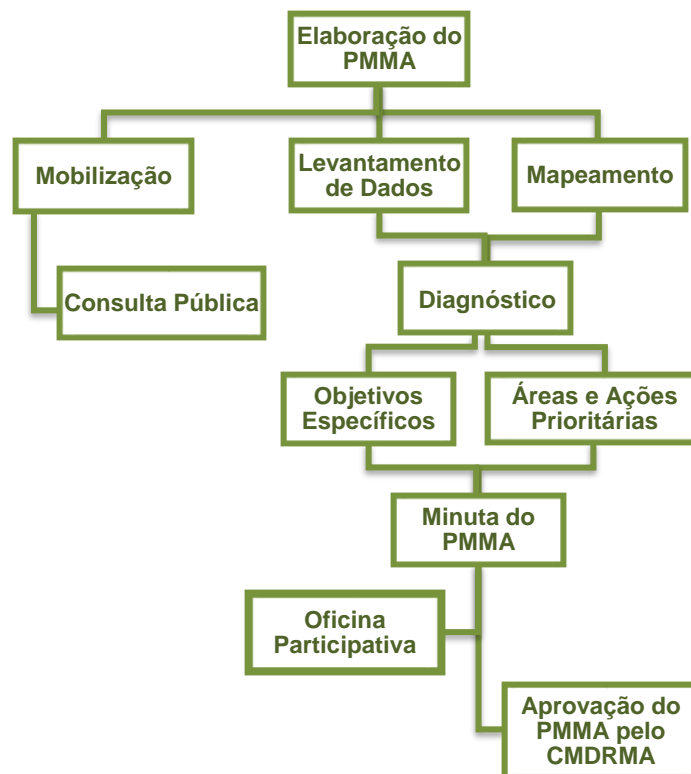 Elaboração do
PMMA
Mobilização
Levantamento
de Dados
Mapeamento
Consulta Pública
Diagnóstico
Objetivos
Específicos
Áreas e Ações
Prioritárias
Minuta do
PMMA
Oficina
Participativa
Aprovação do
PMMA pelo
CMDRMA